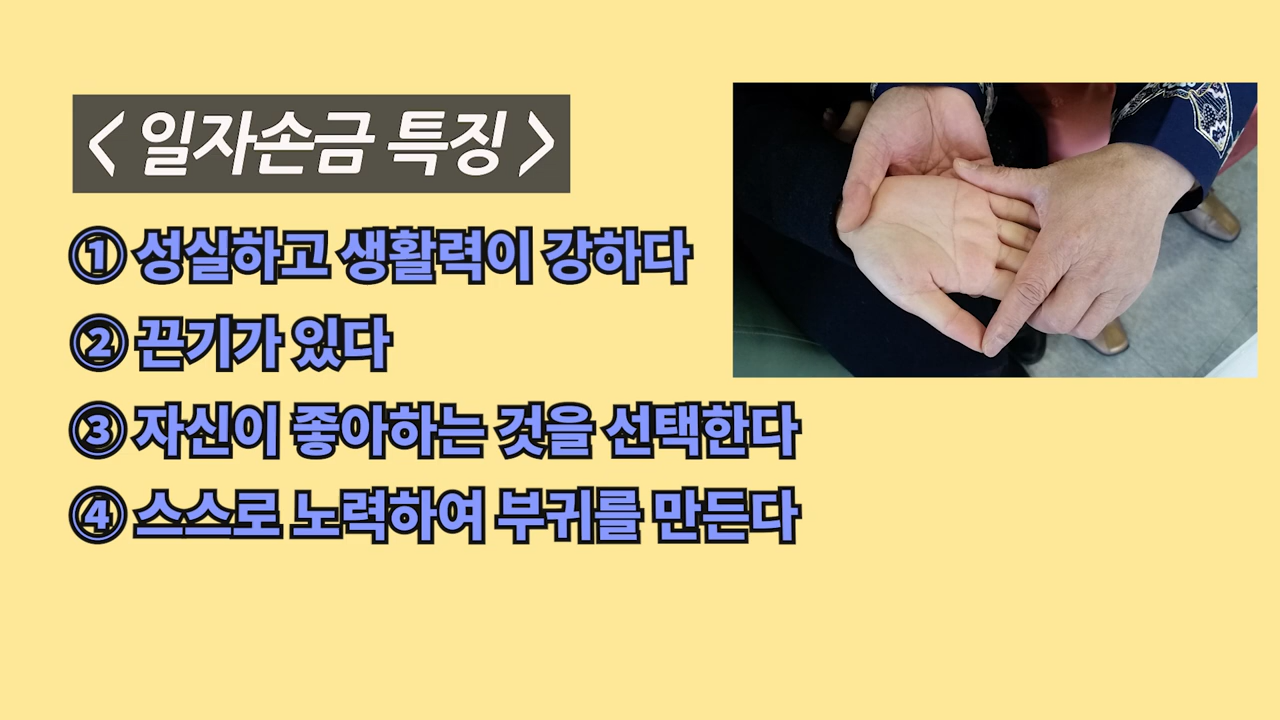 < 일자손금 특징 >
① 성실하고 생활력이 강하다
② 끈기가 있다
③ 자신이 좋아하는 것을 선택한다
④ 스스로 노력하여 부귀를 만든다